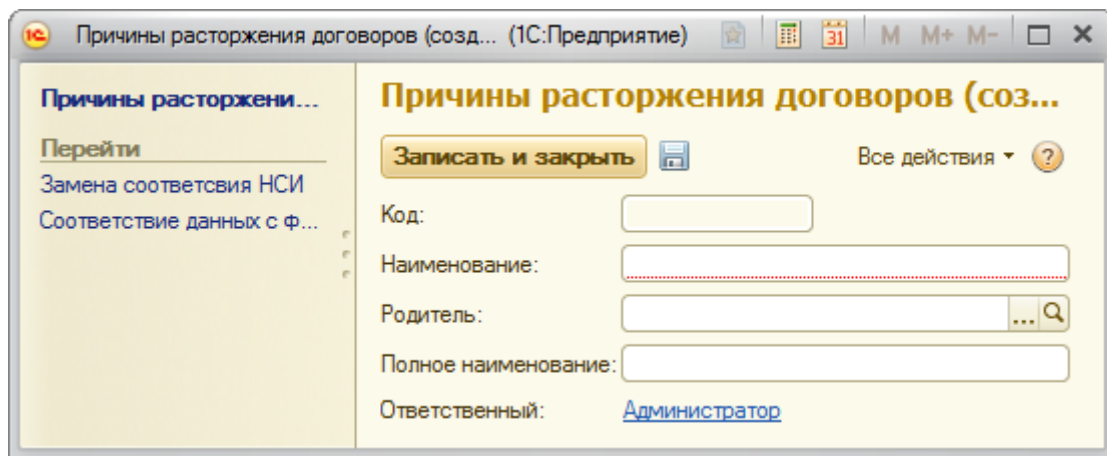 Причины расторжения договоров (созд... (1С:Предприятие) 31 M M+ M-
Причины расторжени...
Перейти
Замена соответсвия НСИ
Соответствие данных с ф...
Причины расторжения договоров (соз...
Записать и закрыть Все действия ?
Код:
Наименование:
Родитель: ...
Полное наименование:
Ответственный: Администратор